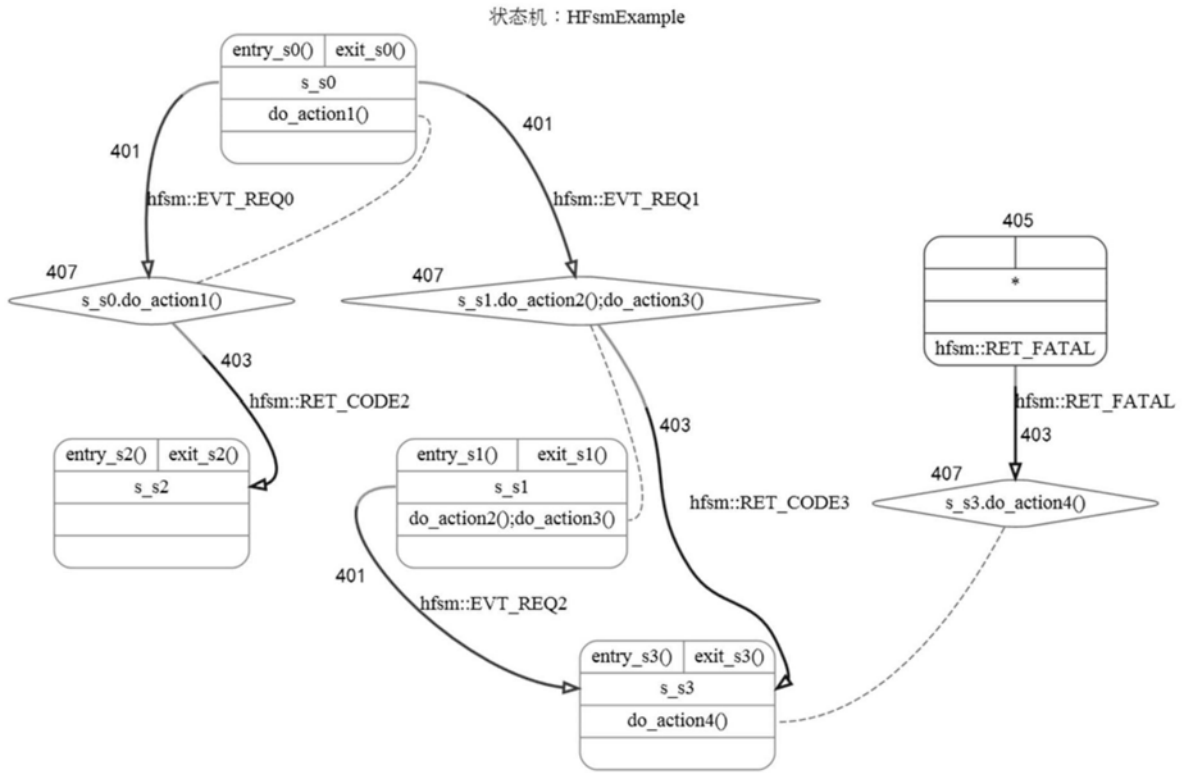 状态机：HFsmExample
entry_s0() exit_s0()
s_s0
do_action1()
401
hfsm::EVT_REQ0
401
hfsm::EVT_REQ1
407
s_s0.do_action1()
407
s_s1.do_action2();do_action3()
405
*
hfsm::RET_FATAL
hfsm::RET_FATAL
403
407
s_s3.do_action4()
403
hfsm::RET_CODE2
403
hfsm::RET_CODE3
entry_s2() exit_s2()
s_s2
entry_s1() exit_s1()
s_s1
do_action2();do_action3()
401
hfsm::EVT_REQ2
entry_s3() exit_s3()
s_s3
do_action4()